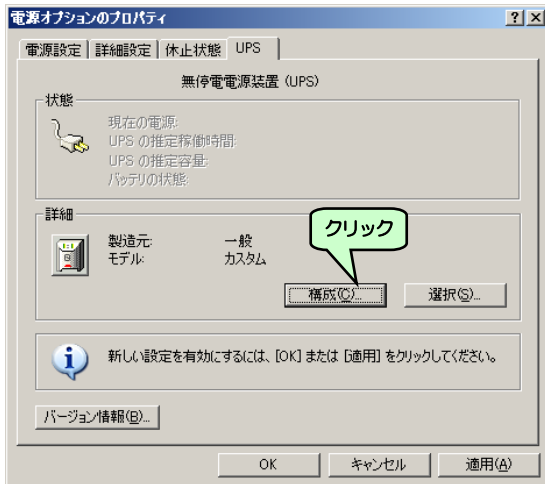 電源オプションのプロパティ
電源設定 詳細設定 休止状態 UPS
無停電電源装置 (UPS)
状態
現在の電源:
UPS の推定稼働時間:
UPS の推定容量:
バッテリの状態:
詳細
製造元: 一般
モデル: カスタム
クリック
構成(C)... 選択(S)...
新しい設定を有効にするには、[OK] または [適用] をクリックしてください。
バージョン情報(B)...
OK キャンセル 適用(A)